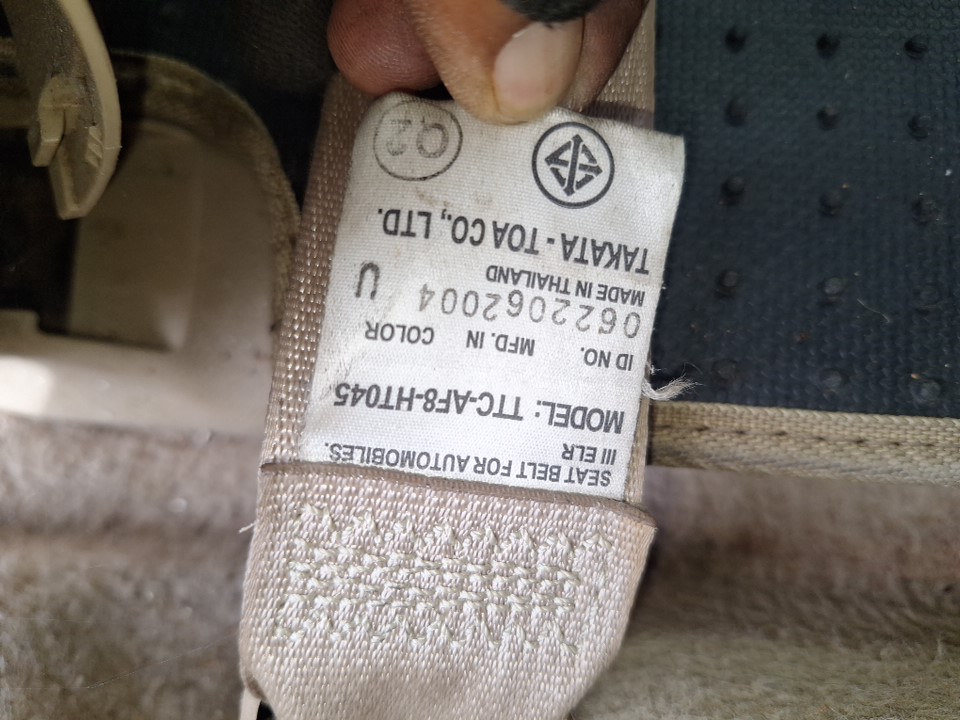 SEAT BELT FOR AUTOMOBILES.
III ELR
MODEL: TTC-AF8-HT045
ID NO. MFD. IN COLOR
0622062004 U
MADE IN THAILAND
TAKATA - TOA CO., LTD.
Q2